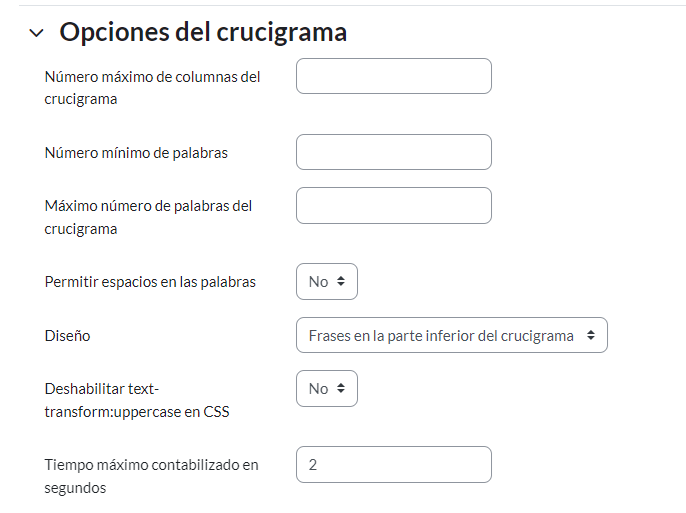 Opciones del crucigrama
Número máximo de columnas del
crucigrama
Número mínimo de palabras
Máximo número de palabras del
crucigrama
Permitir espacios en las palabras
No
Diseño
Frases en la parte inferior del crucigrama
Deshabilitar text-
transform:uppercase en CSS
No
Tiempo máximo contabilizado en
segundos
2